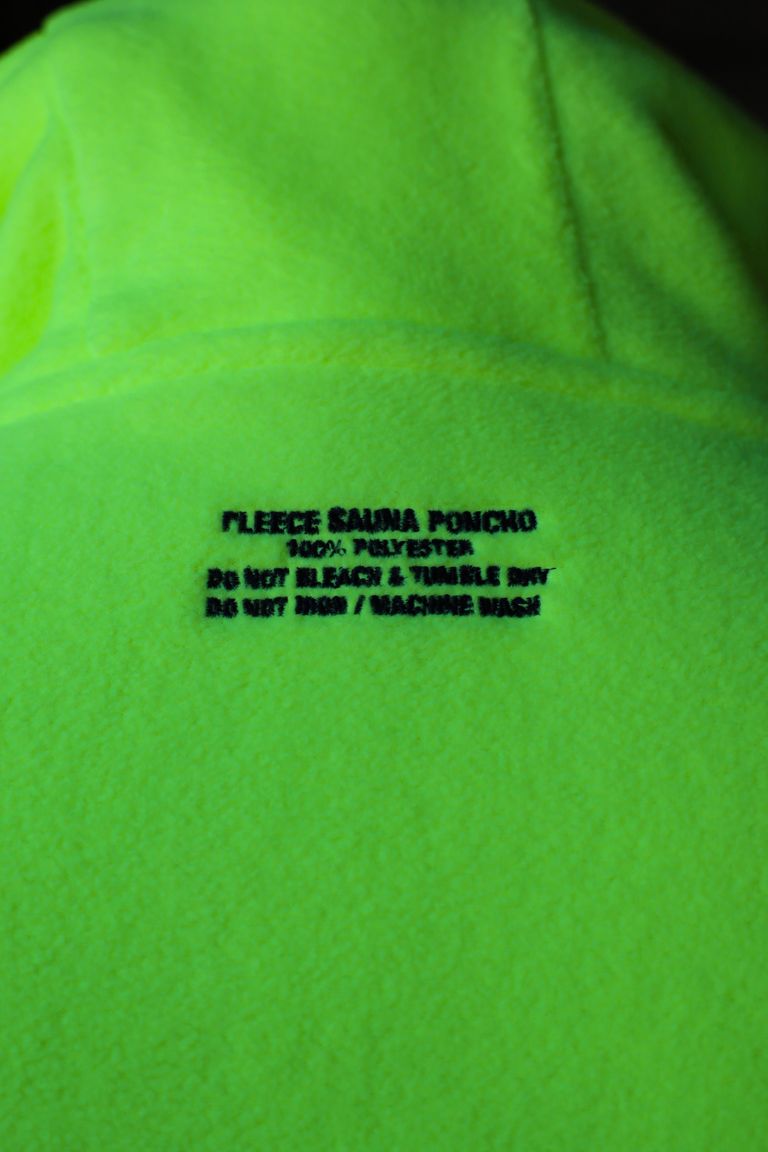 FLEECE SAUNA PONCHO
100% POLYESTER
DO NOT BLEACH & TUMBLE DRY
DO NOT IRON / MACHINE WASH